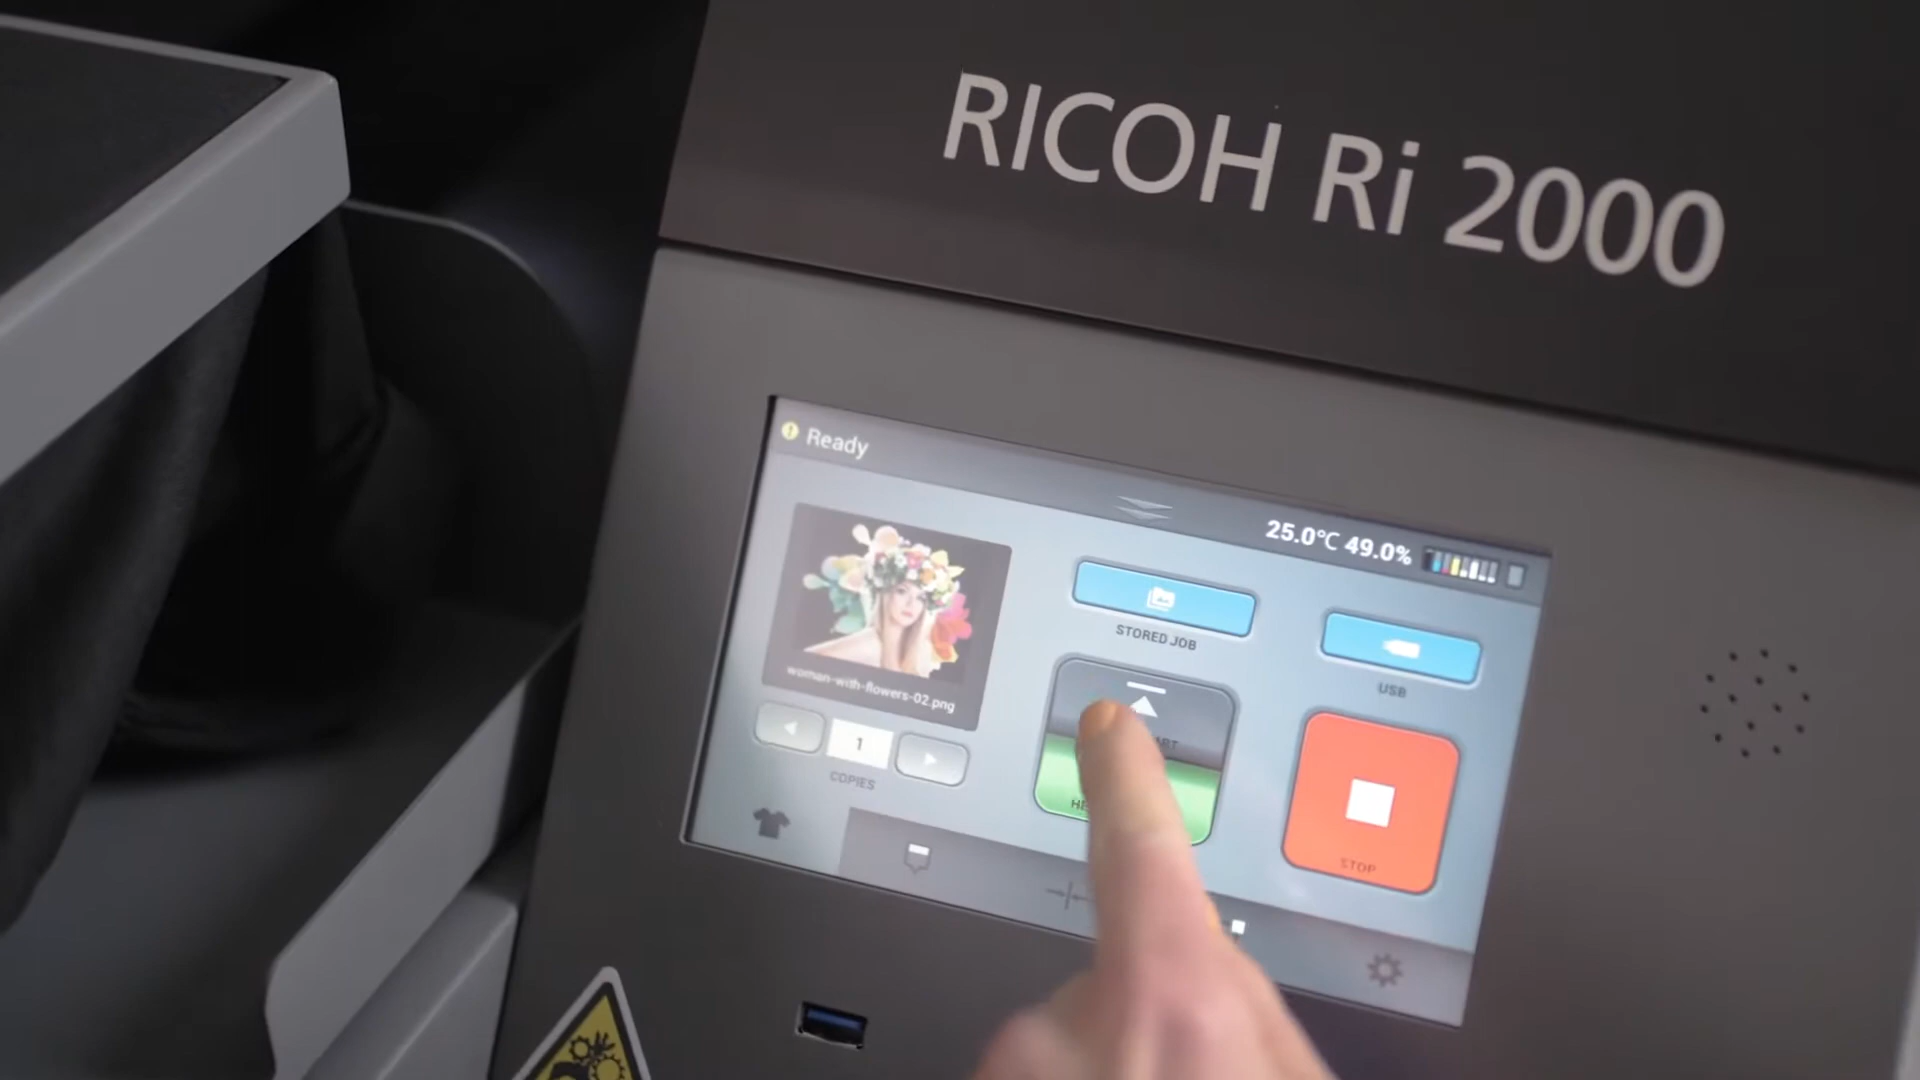 RICOH Ri 2000
Ready
25.0°C 49.0%
STORED JOB
USB
woman-with-flowers-02.png
1
COPIES
STOP